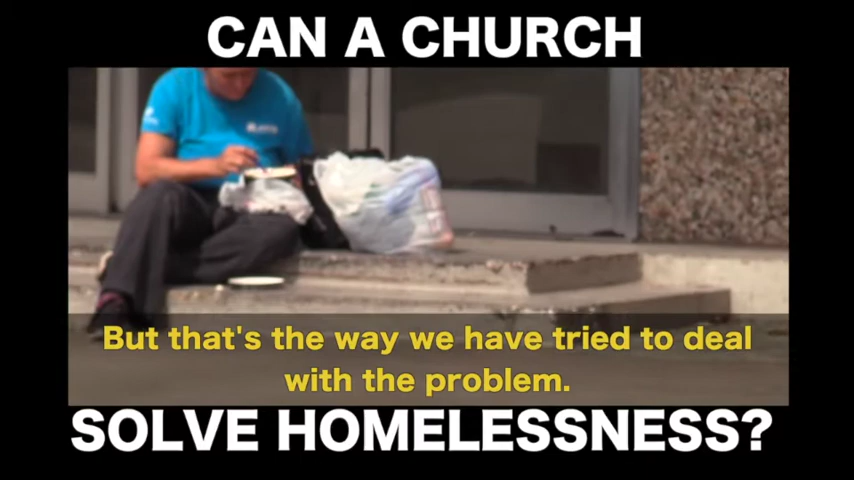 CAN A CHURCH
But that's the way we have tried to deal
with the problem.
SOLVE HOMELESSNESS?